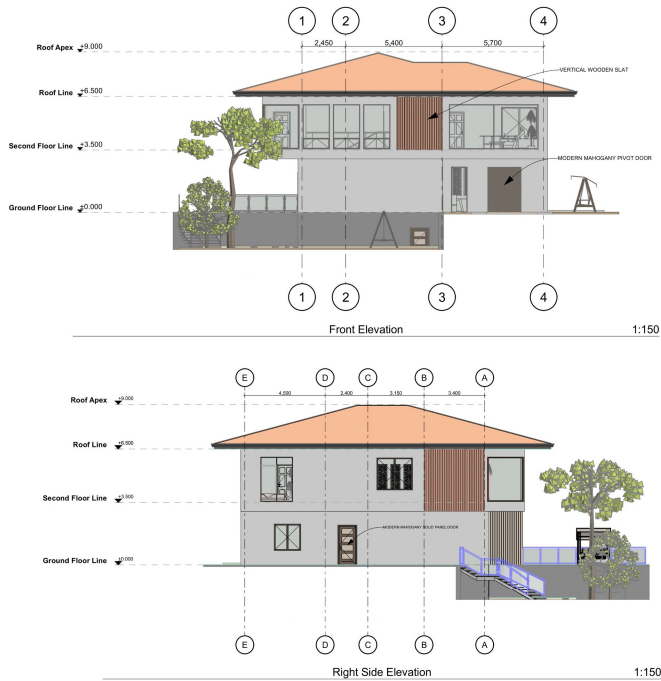 1 2 3 4
2,450 5,400 5,700
Roof Apex +9.000
VERTICAL WOODEN SLAT
Roof Line +6.500
Second Floor Line +3.500
MODERN MAHOGANY PIVOT DOOR
Ground Floor Line ±0.000
1 2 3 4
Front Elevation 1:150
E D C B A
4,500 2,400 3,150 3,400
Roof Apex +9.000
Roof Line +6.500
Second Floor Line +3.500
MODERN MAHOGANY SOLID PANEL DOOR
Ground Floor Line ±0.000
E D C B A
Right Side Elevation 1:150